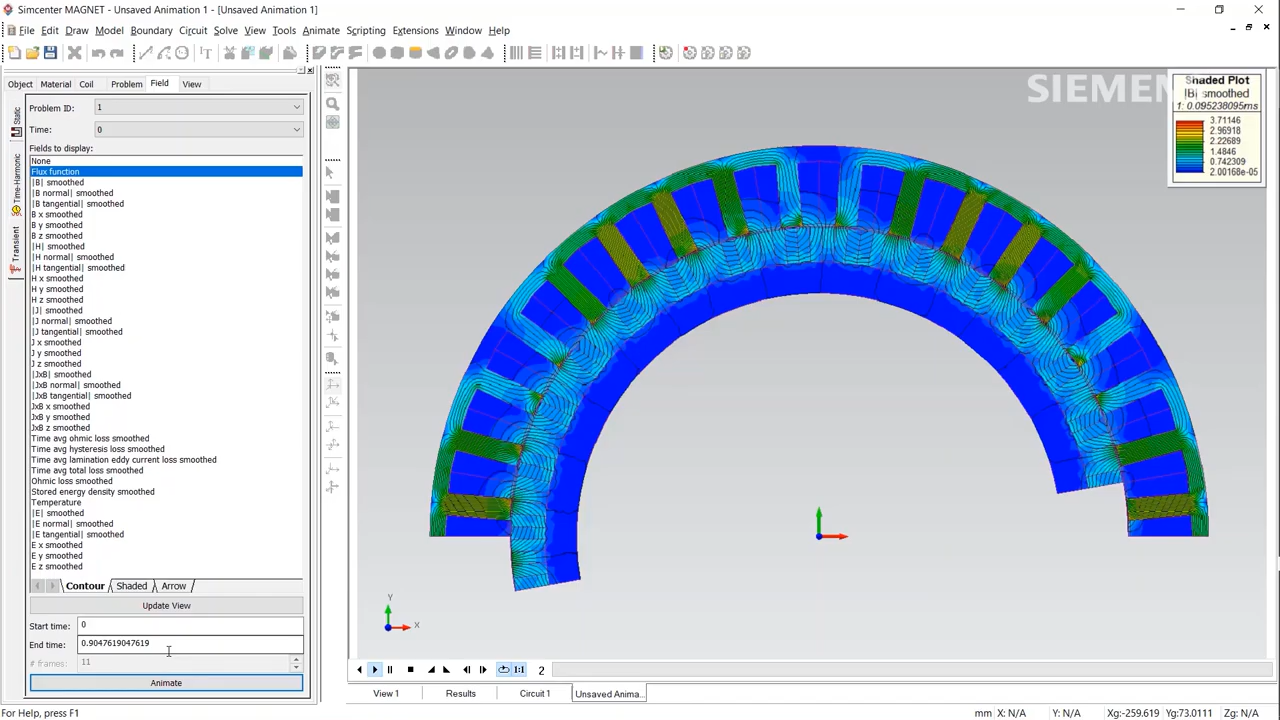 Simcenter MAGNET - Unsaved Animation 1 - [Unsaved Animation 1]
File Edit Draw Model Boundary Circuit Solve View Tools Animate Scripting Extensions Window Help
Object Material Coil Problem Field View
Static
Time-Harmonic
Transient
Problem ID: 1
Time: 0
Fields to display:
None
Flux function
|B| smoothed
|B normal| smoothed
|B tangential| smoothed
B x smoothed
B y smoothed
B z smoothed
|H| smoothed
|H normal| smoothed
|H tangential| smoothed
H x smoothed
H y smoothed
H z smoothed
|J| smoothed
|J normal| smoothed
|J tangential| smoothed
J x smoothed
J y smoothed
J z smoothed
|JxB| smoothed
|JxB normal| smoothed
|JxB tangential| smoothed
JxB x smoothed
JxB y smoothed
JxB z smoothed
Time avg ohmic loss smoothed
Time avg hysteresis loss smoothed
Time avg lamination eddy current loss smoothed
Time avg total loss smoothed
Ohmic loss smoothed
Stored energy density smoothed
Temperature
|E| smoothed
|E normal| smoothed
|E tangential| smoothed
E x smoothed
E y smoothed
E z smoothed
Contour Shaded Arrow
Update View
Start time: 0
End time: 0.9047619047619
# frames: 11
Animate
SIEMEN
Shaded Plot
|B| smoothed
1: 0.095238095ms
3.71146
2.96918
2.22689
1.4846
0.742309
2.00168e-05
Y
X
1:1 2
View 1 Results Circuit 1 Unsaved Anima...
For Help, press F1
mm X: N/A Y: N/A Xg:-259.619 Yg:73.0111 Zg: N/A